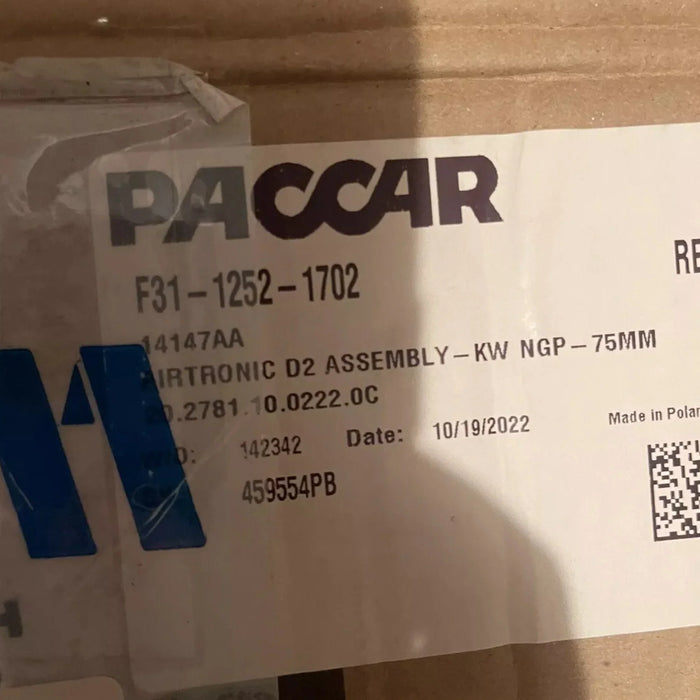 PACCAR
F31-1252-1702
RE
14147AA
AIRTRONIC D2 ASSEMBLY-KW NGP-75MM
.2781.10.0222.0C
Made in Polan
W/O: 142342 Date: 10/19/2022
459554PB
H